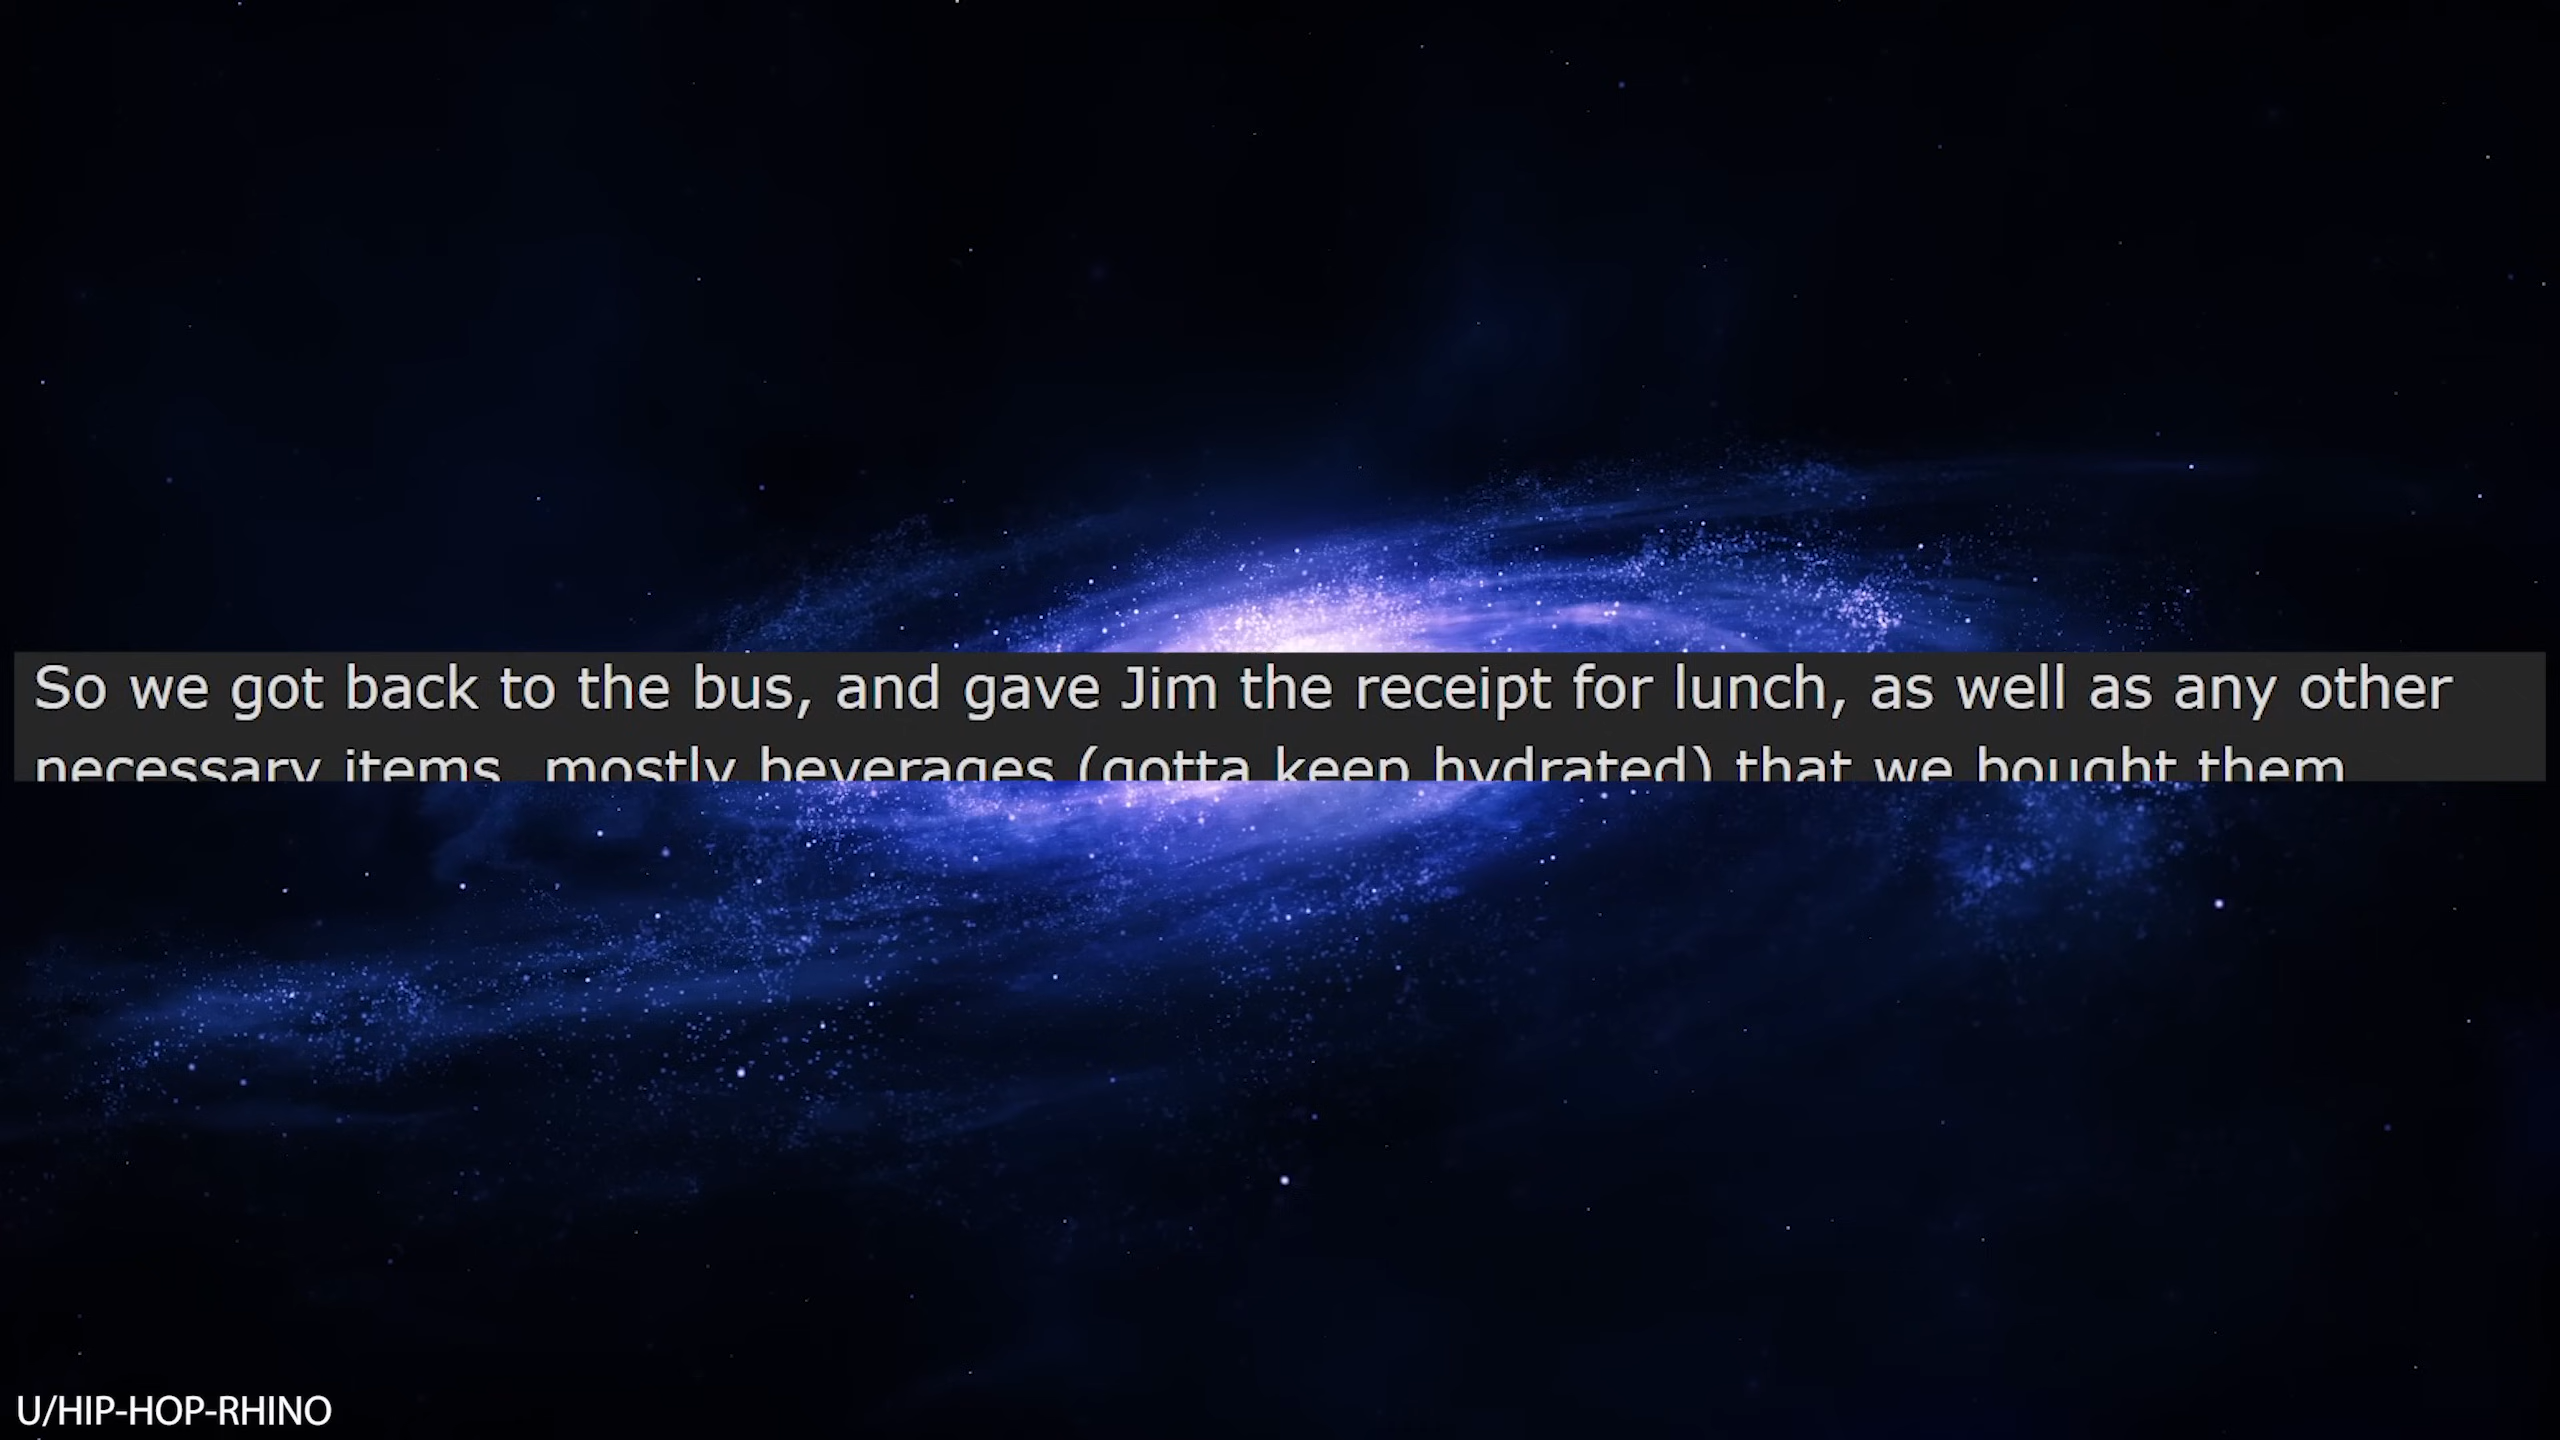 So we got back to the bus, and gave Jim the receipt for lunch, as well as any other
necessary items, mostly beverages (gotta keep hydrated) that we bought them
U/HIP-HOP-RHINO